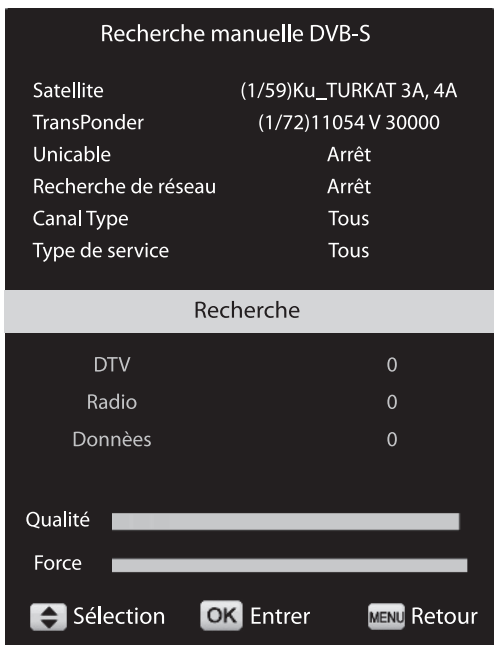 Recherche manuelle DVB-S
Satellite (1/59)Ku_TURKAT 3A, 4A
TransPonder (1/72)11054 V 30000
Unicable Arrêt
Recherche de réseau Arrêt
Canal Type Tous
Type de service Tous
Recherche
DTV 0
Radio 0
Donnèes 0
Qualité
Force
Sélection OK Entrer MENU Retour